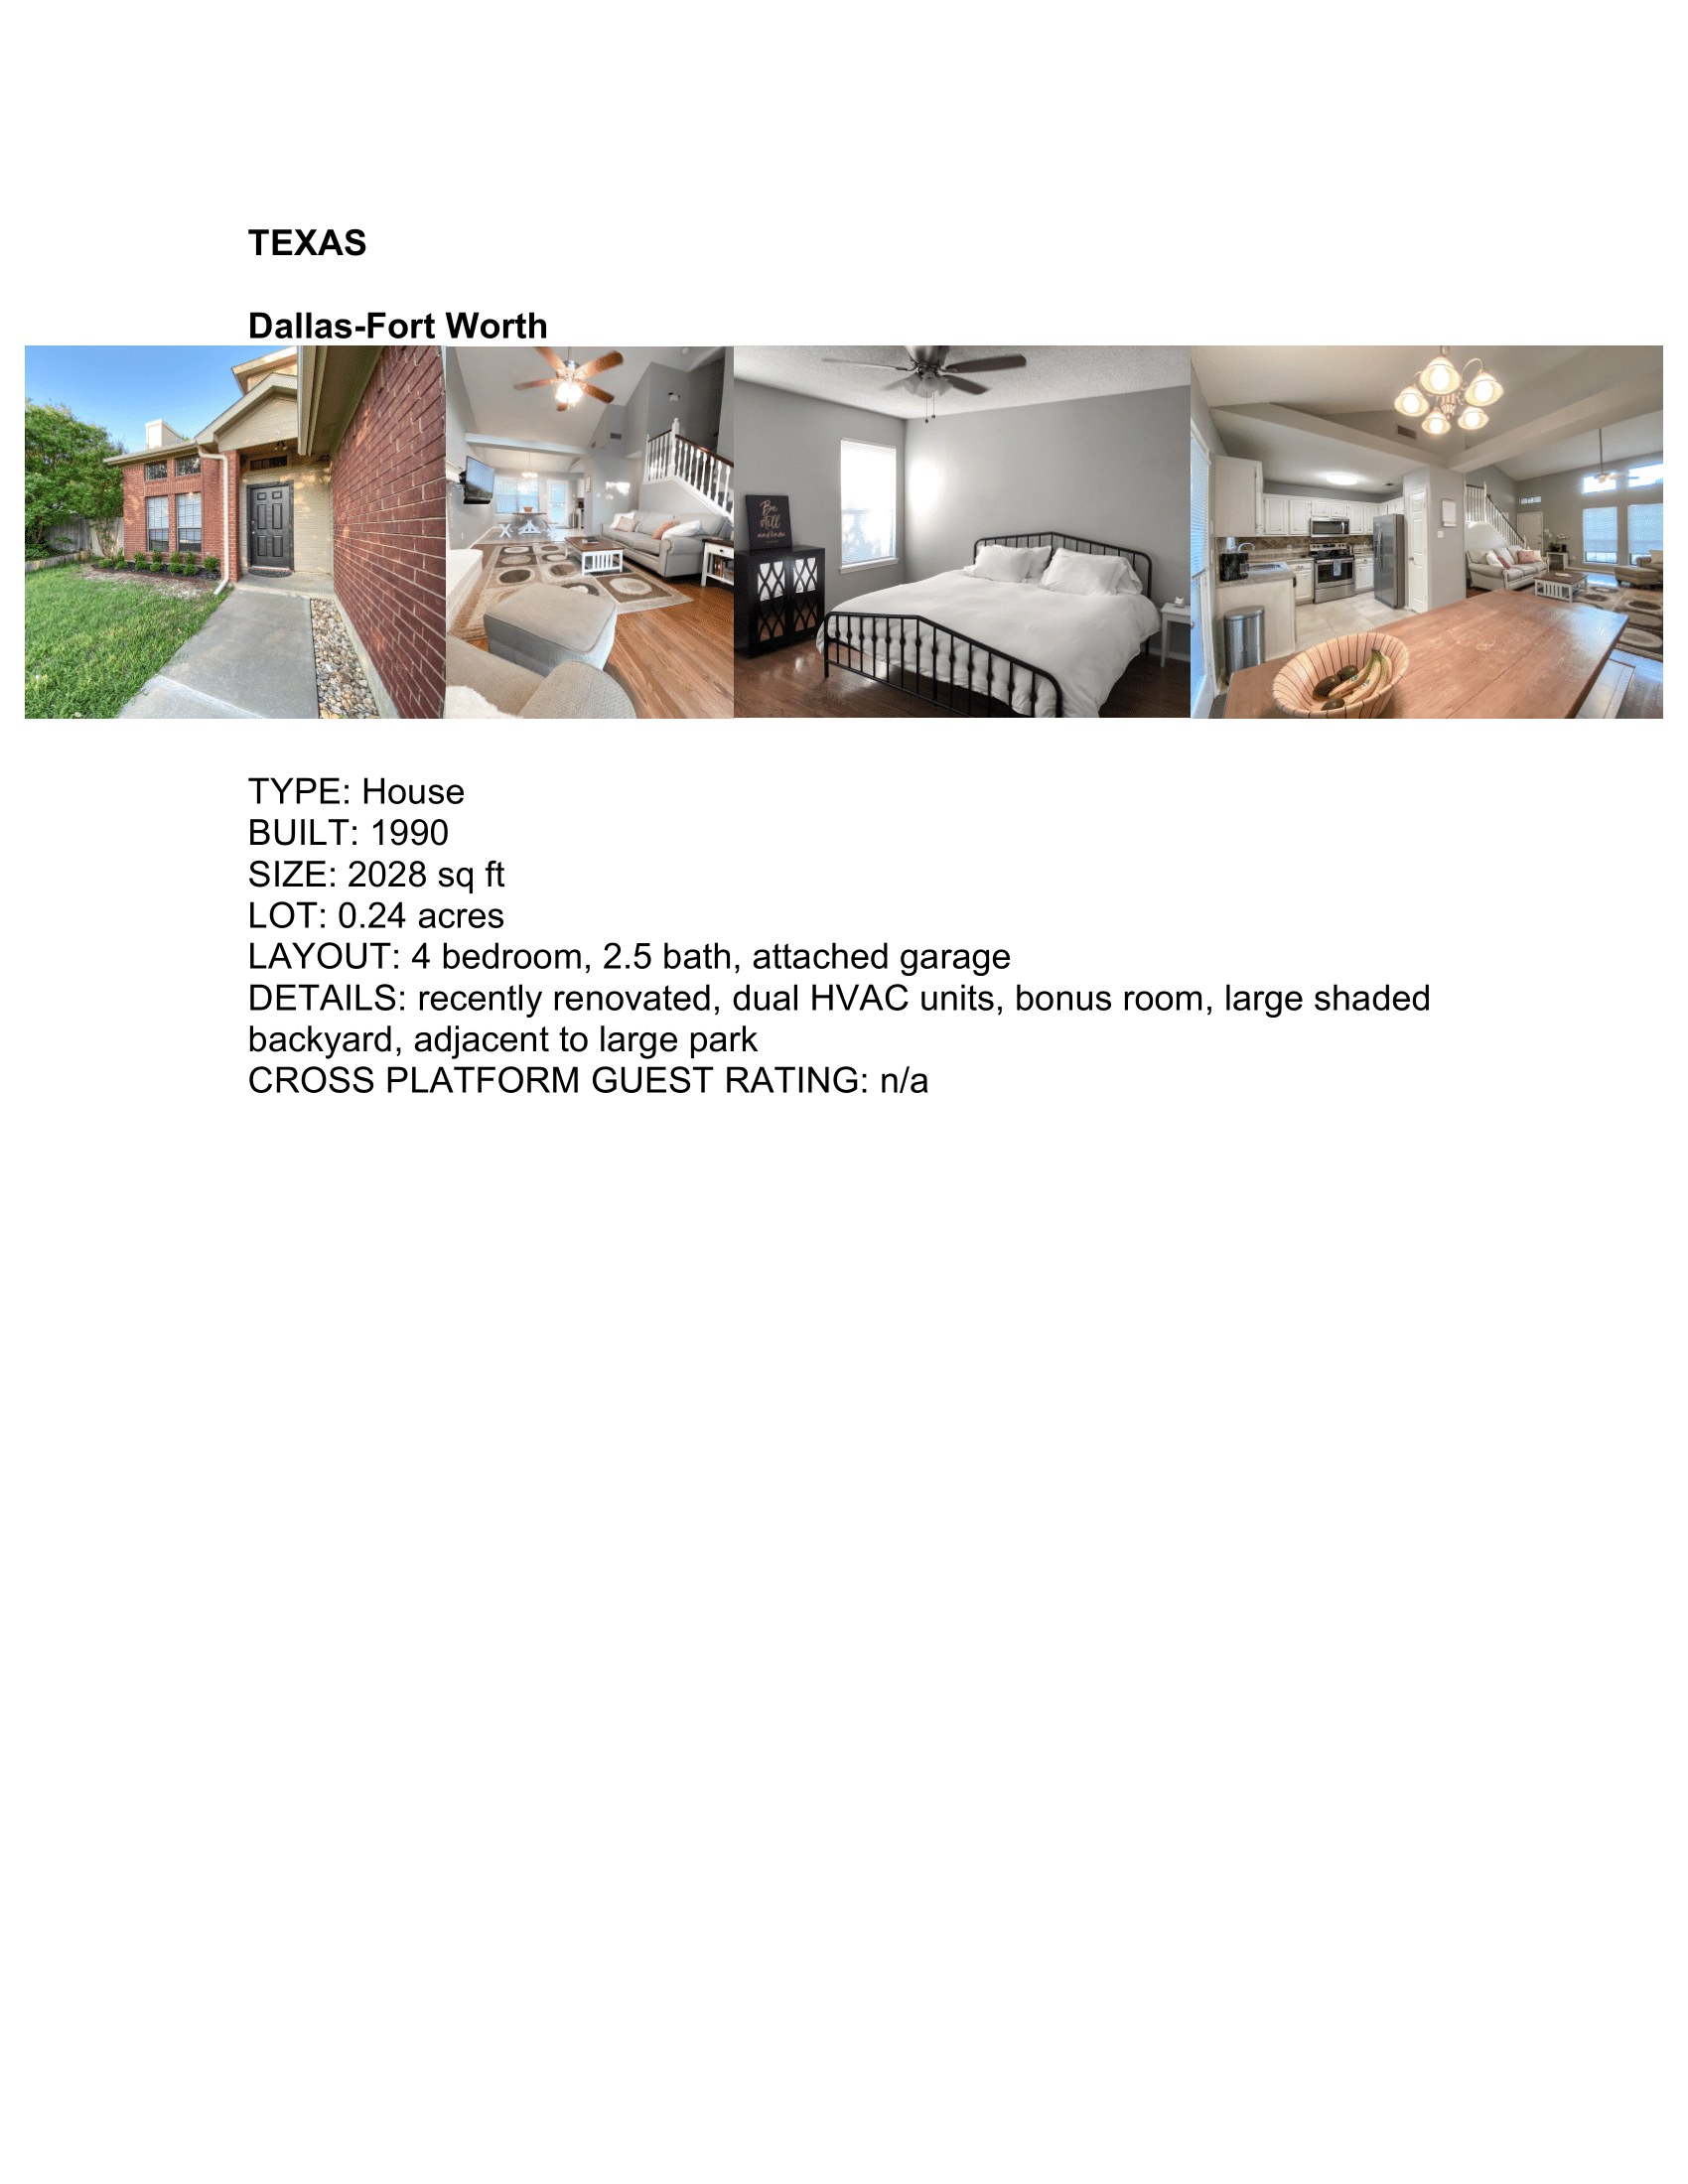 TEXAS
Dallas-Fort Worth
Be
still
TYPE: House
BUILT: 1990
SIZE: 2028 sq ft
LOT: 0.24 acres
LAYOUT: 4 bedroom, 2.5 bath, attached garage
DETAILS: recently renovated, dual HVAC units, bonus room, large shaded
backyard, adjacent to large park
CROSS PLATFORM GUEST RATING: n/a